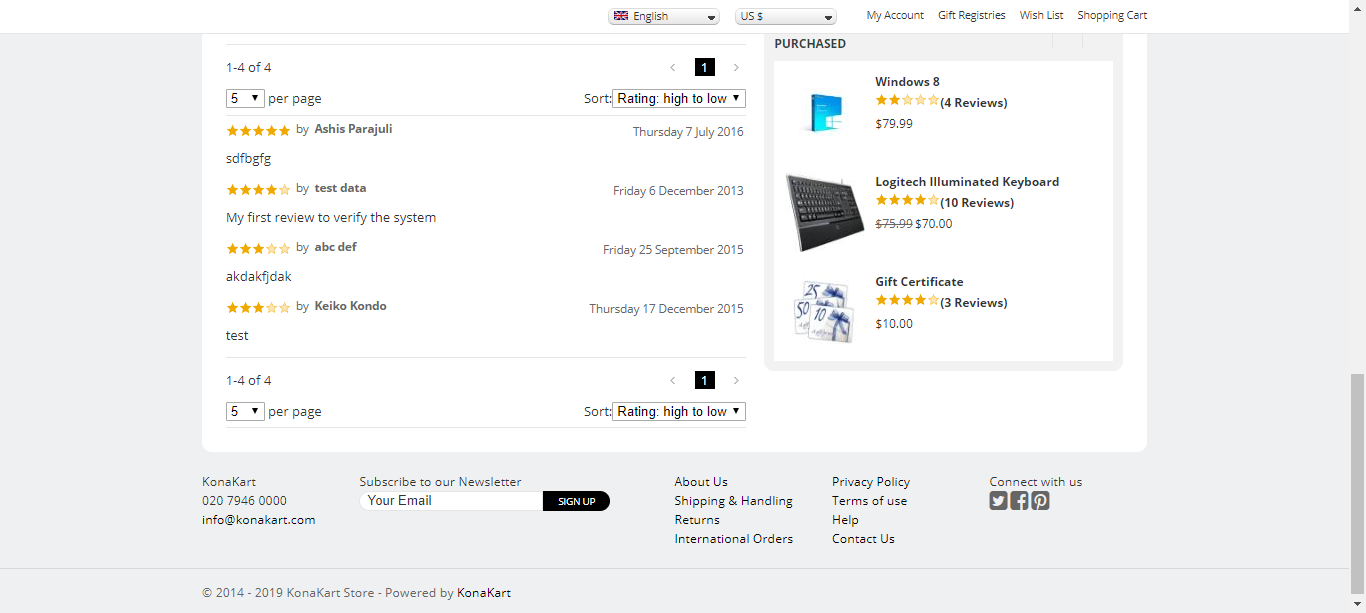 English
US $
My Account
Gift Registries
Wish List
Shopping Cart
1-4 of 4
< 1 >
5 per page
Sort: Rating: high to low
by Ashis Parajuli
Thursday 7 July 2016
sdfbgfg
by test data
Friday 6 December 2013
My first review to verify the system
by abc def
Friday 25 September 2015
akdakfjdak
by Keiko Kondo
Thursday 17 December 2015
test
1-4 of 4
< 1 >
5 per page
Sort: Rating: high to low
PURCHASED
Windows 8
(4 Reviews)
$79.99
Logitech Illuminated Keyboard
(10 Reviews)
$75.99 $70.00
Gift Certificate
25
50
10
(3 Reviews)
$10.00
KonaKart
020 7946 0000
info@konakart.com
Subscribe to our Newsletter
Your Email
SIGN UP
About Us
Shipping & Handling
Returns
International Orders
Privacy Policy
Terms of use
Help
Contact Us
Connect with us
© 2014 - 2019 KonaKart Store - Powered by KonaKart